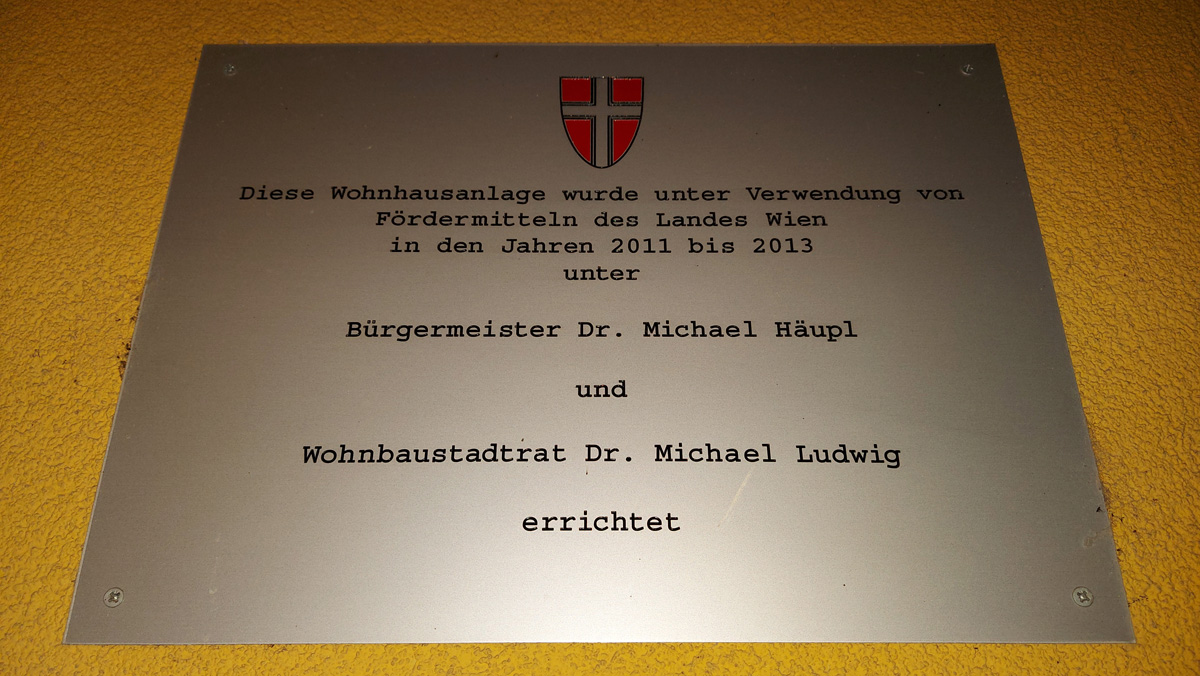 Diese Wohnhausanlage wurde unter Verwendung von
Fördermitteln des Landes Wien
in den Jahren 2011 bis 2013
unter
Bürgermeister Dr. Michael Häupl
und
Wohnbaustadtrat Dr. Michael Ludwig
errichtet